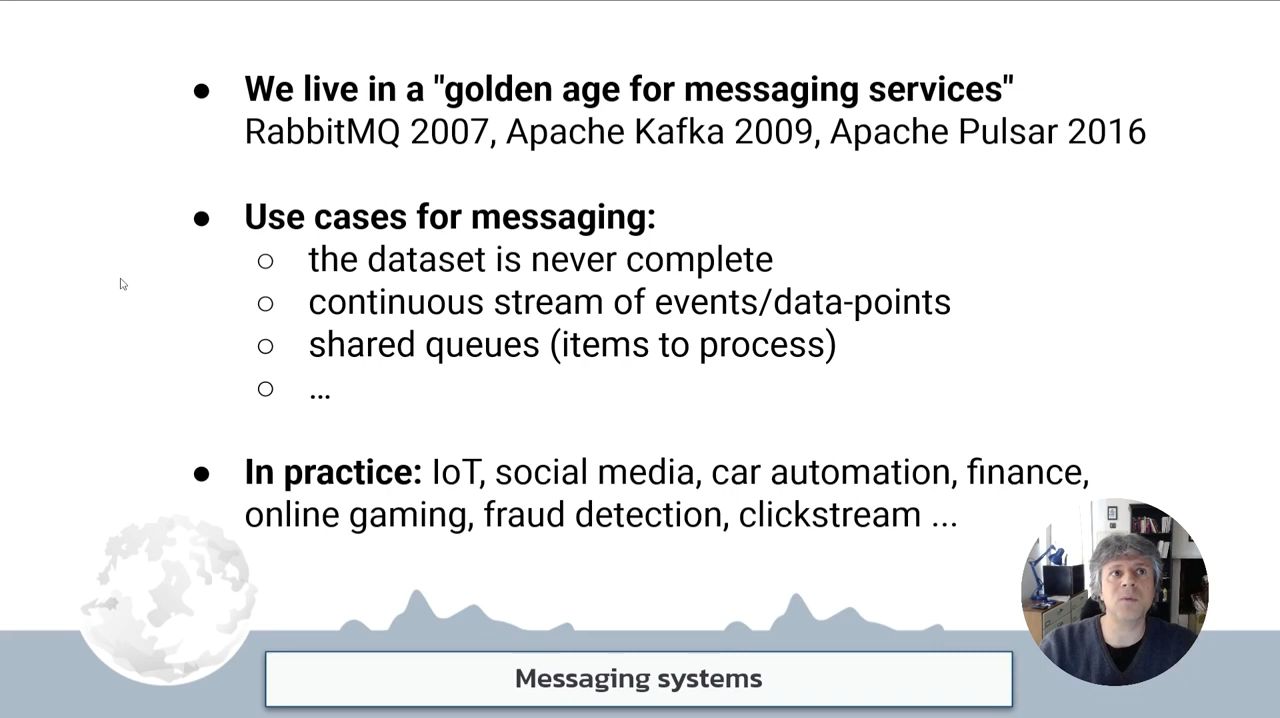 ● We live in a "golden age for messaging services"
RabbitMQ 2007, Apache Kafka 2009, Apache Pulsar 2016
● Use cases for messaging:
○ the dataset is never complete
○ continuous stream of events/data-points
○ shared queues (items to process)
○ ...
● In practice: IoT, social media, car automation, finance,
online gaming, fraud detection, clickstream ...
Messaging systems